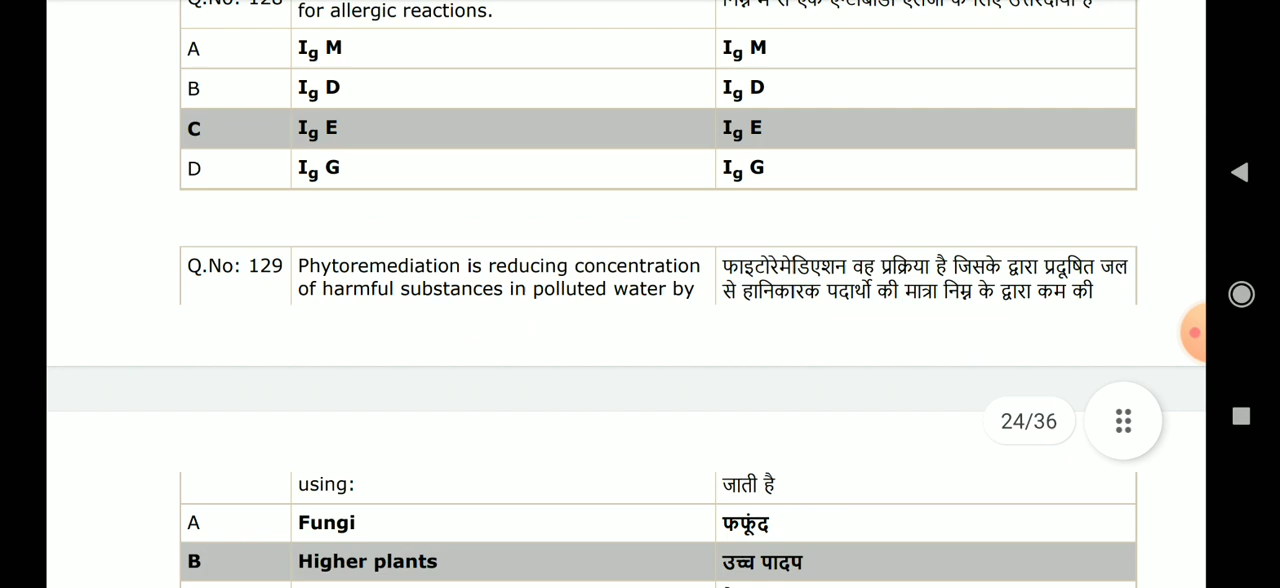 Q.No: 128
for allergic reactions.
A Ig M Ig M
B Ig D Ig D
C Ig E Ig E
D Ig G Ig G
Q.No: 129 Phytoremediation is reducing concentration फाइटोरेमेडिएशन वह प्रक्रिया है जिसके द्वारा प्रदूषित जल
of harmful substances in polluted water by से हानिकारक पदार्थो की मात्रा निम्न के द्वारा कम की
24/36
using: जाती है
A Fungi फफूंद
B Higher plants उच्च पादप